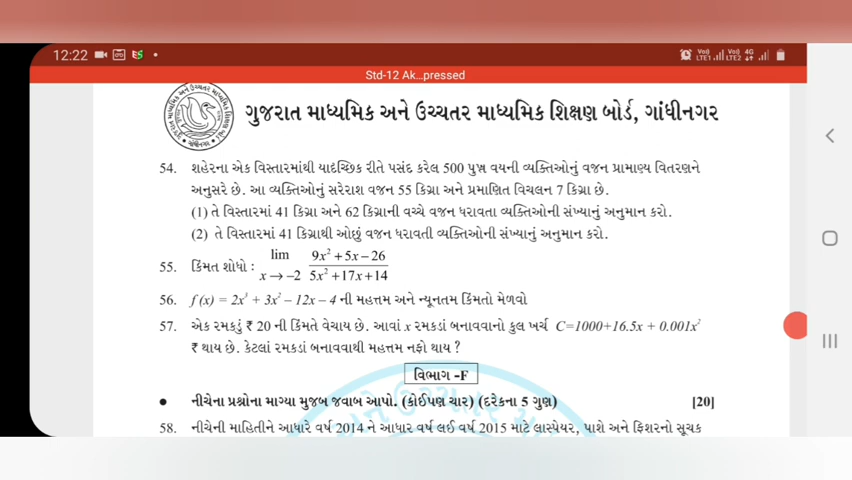 12:22
Vo) LTE1 Vo) LTE2 4G
Std-12 Ak...pressed
ગુજરાત માધ્યમિક અને ઉચ્ચતર માધ્યમિક શિક્ષણ બોર્ડ, ગાંધીનગર
54. શહેરના એક વિસ્તારમાંથી યાદચ્છિક રીતે પસંદ કરેલ 500 પુખ્ત વયની વ્યક્તિઓનું વજન પ્રામાણ્ય વિતરણને
અનુસરે છે. આ વ્યક્તિઓનું સરેરાશ વજન 55 કિગ્રા અને પ્રમાણિત વિચલન 7 કિગ્રા છે.
(1) તે વિસ્તારમાં 41 કિગ્રા અને 62 કિગ્રાની વચ્ચે વજન ધરાવતા વ્યક્તિઓની સંખ્યાનું અનુમાન કરો.
(2) તે વિસ્તારમાં 41 કિગ્રાથી ઓછું વજન ધરાવતી વ્યક્તિઓની સંખ્યાનું અનુમાન કરો.
55. કિંમત શોધો : lim x → –2 9x² + 5x – 26 / 5x² + 17x + 14
56. f (x) = 2x³ + 3x² – 12x – 4 ની મહત્તમ અને ન્યૂનતમ કિંમતો મેળવો
57. એક રમકડું ₹ 20 ની કિંમતે વેચાય છે. આવાં x રમકડાં બનાવવાનો કુલ ખર્ચ C=1000+16.5x + 0.001x²
₹ થાય છે. કેટલાં રમકડાં બનાવવાથી મહત્તમ નફો થાય ?
વિભાગ -F
● નીચેના પ્રશ્નોના માગ્યા મુજબ જવાબ આપો. (કોઈપણ ચાર) (દરેકના 5 ગુણ) [20]
58. નીચેની માહિતીને આધારે વર્ષ 2014 ને આધાર વર્ષ લઈ વર્ષ 2015 માટે લાસ્પેયર, પાશે અને ફિશરનો સૂચક